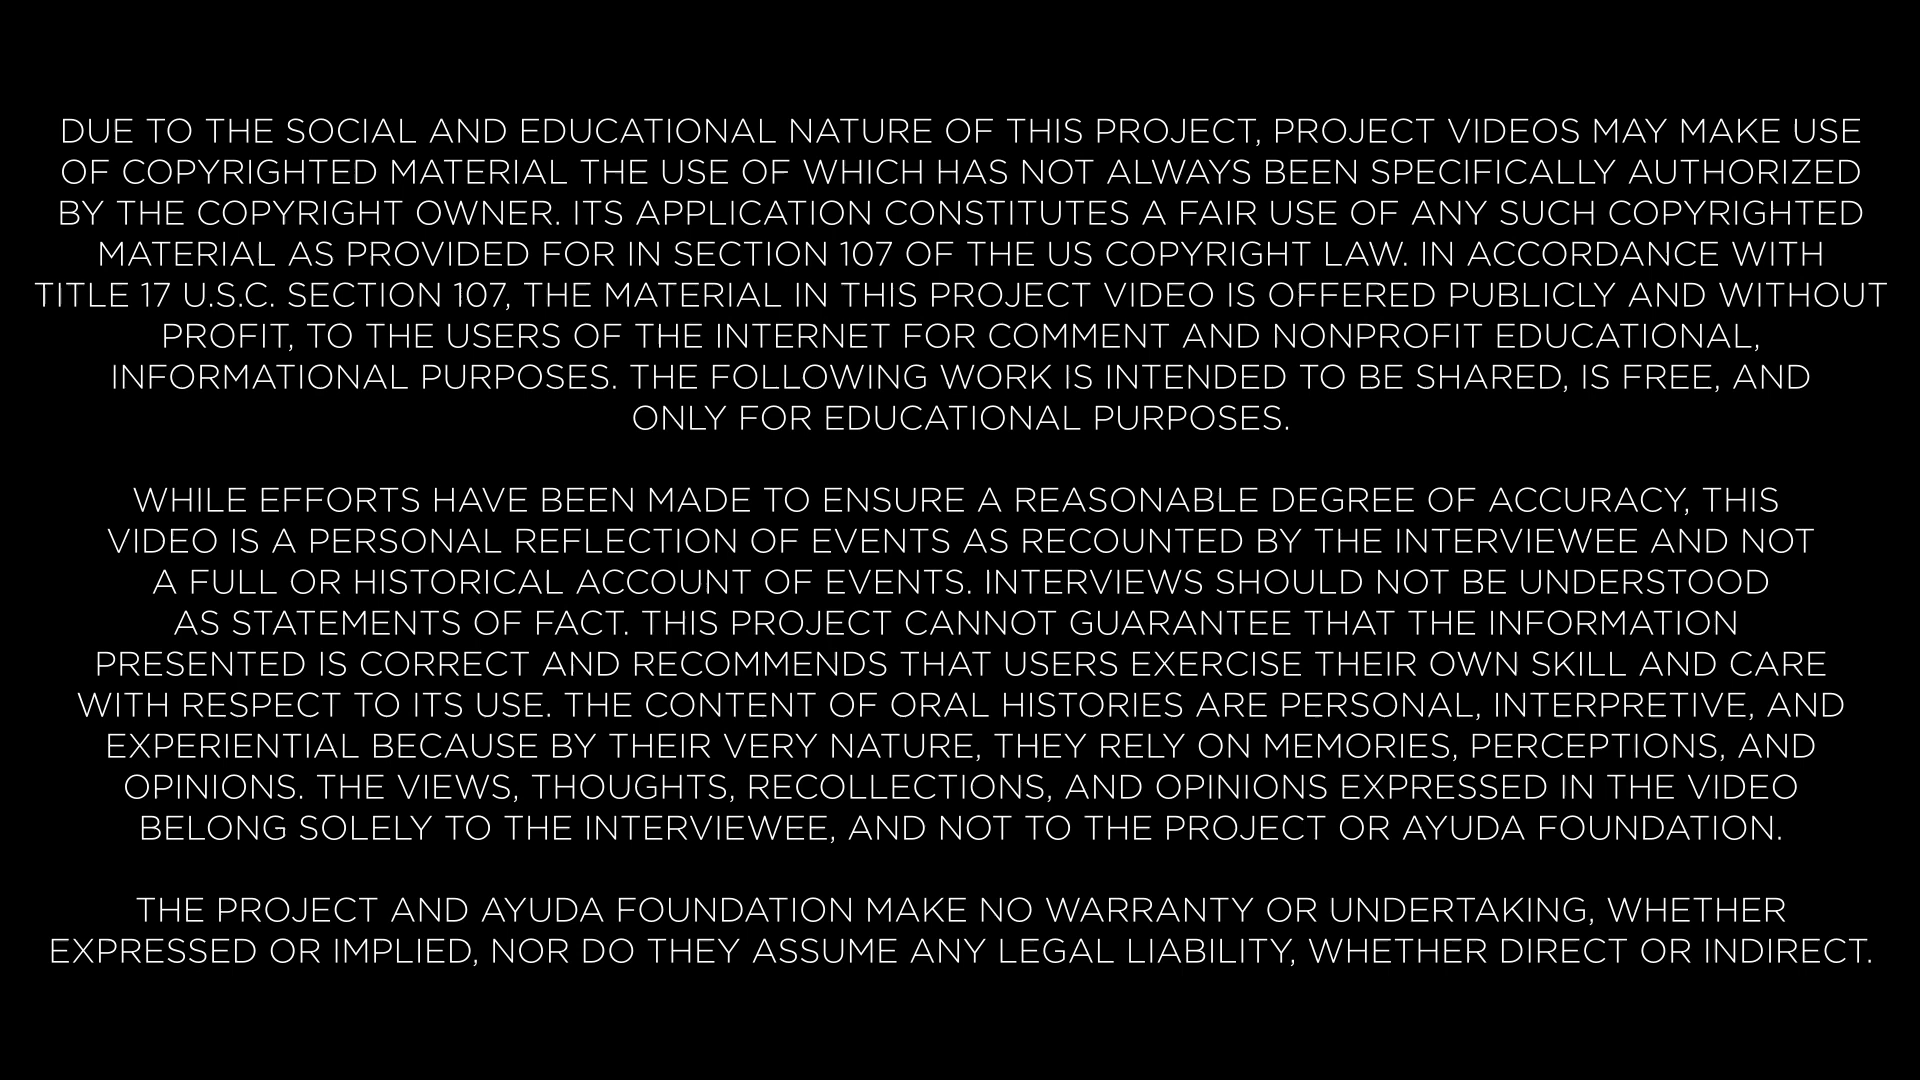 DUE TO THE SOCIAL AND EDUCATIONAL NATURE OF THIS PROJECT, PROJECT VIDEOS MAY MAKE USE
OF COPYRIGHTED MATERIAL THE USE OF WHICH HAS NOT ALWAYS BEEN SPECIFICALLY AUTHORIZED
BY THE COPYRIGHT OWNER. ITS APPLICATION CONSTITUTES A FAIR USE OF ANY SUCH COPYRIGHTED
MATERIAL AS PROVIDED FOR IN SECTION 107 OF THE US COPYRIGHT LAW. IN ACCORDANCE WITH
TITLE 17 U.S.C. SECTION 107, THE MATERIAL IN THIS PROJECT VIDEO IS OFFERED PUBLICLY AND WITHOUT
PROFIT, TO THE USERS OF THE INTERNET FOR COMMENT AND NONPROFIT EDUCATIONAL,
INFORMATIONAL PURPOSES. THE FOLLOWING WORK IS INTENDED TO BE SHARED, IS FREE, AND
ONLY FOR EDUCATIONAL PURPOSES.
WHILE EFFORTS HAVE BEEN MADE TO ENSURE A REASONABLE DEGREE OF ACCURACY, THIS
VIDEO IS A PERSONAL REFLECTION OF EVENTS AS RECOUNTED BY THE INTERVIEWEE AND NOT
A FULL OR HISTORICAL ACCOUNT OF EVENTS. INTERVIEWS SHOULD NOT BE UNDERSTOOD
AS STATEMENTS OF FACT. THIS PROJECT CANNOT GUARANTEE THAT THE INFORMATION
PRESENTED IS CORRECT AND RECOMMENDS THAT USERS EXERCISE THEIR OWN SKILL AND CARE
WITH RESPECT TO ITS USE. THE CONTENT OF ORAL HISTORIES ARE PERSONAL, INTERPRETIVE, AND
EXPERIENTIAL BECAUSE BY THEIR VERY NATURE, THEY RELY ON MEMORIES, PERCEPTIONS, AND
OPINIONS. THE VIEWS, THOUGHTS, RECOLLECTIONS, AND OPINIONS EXPRESSED IN THE VIDEO
BELONG SOLELY TO THE INTERVIEWEE, AND NOT TO THE PROJECT OR AYUDA FOUNDATION.
THE PROJECT AND AYUDA FOUNDATION MAKE NO WARRANTY OR UNDERTAKING, WHETHER
EXPRESSED OR IMPLIED, NOR DO THEY ASSUME ANY LEGAL LIABILITY, WHETHER DIRECT OR INDIRECT.